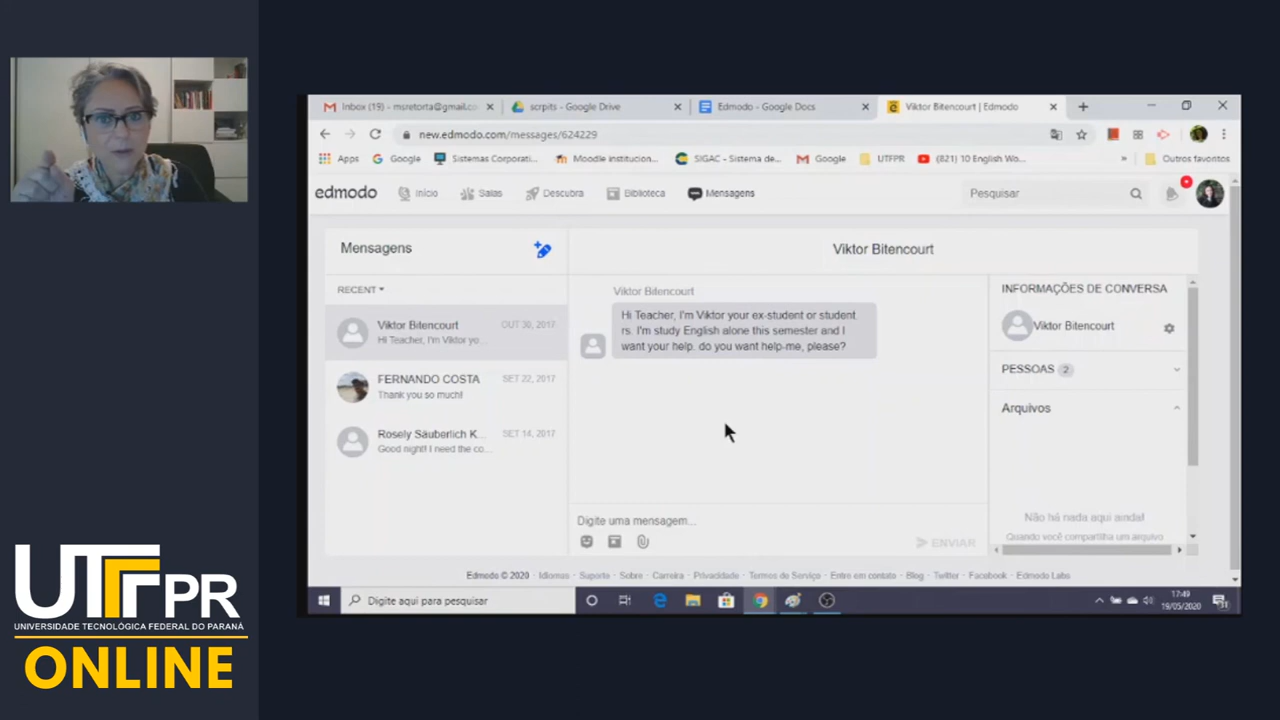 Inbox (19) - msretorta@gmail.co
scrpits - Google Drive
Edmodo - Google Docs
Viktor Bitencourt | Edmodo
new.edmodo.com/messages/624229
Apps
Google
Sistemas Corporati...
Moodle institucion...
SIGAC - Sistema de...
Google
UTFPR
(821) 10 English Wo...
»
Outros favoritos
edmodo
Início
Salas
Descubra
Biblioteca
Mensagens
Pesquisar
Mensagens
RECENT
Viktor Bitencourt
OUT 30, 2017
Hi Teacher, I'm Viktor yo...
FERNANDO COSTA
SET 22, 2017
Thank you so much!
Rosely Säuberlich K...
SET 14, 2017
Good night! I need the co...
Viktor Bitencourt
Viktor Bitencourt
Hi Teacher, I'm Viktor your ex-student or student
rs. I'm study English alone this semester and I
want your help. do you want help-me, please?
Digite uma mensagem...
ENVIAR
INFORMAÇÕES DE CONVERSA
Viktor Bitencourt
PESSOAS 2
Arquivos
Não há nada aqui ainda!
Quando você compartilha um arquivo
Edmodo © 2020 · Idiomas · Suporte · Sobre · Carreira · Privacidade · Termos de Serviço · Entre em contato · Blog · Twitter · Facebook · Edmodo Labs
Digite aqui para pesquisar
17:49
19/05/2020
UTFPR
UNIVERSIDADE TECNOLÓGICA FEDERAL DO PARANÁ
ONLINE